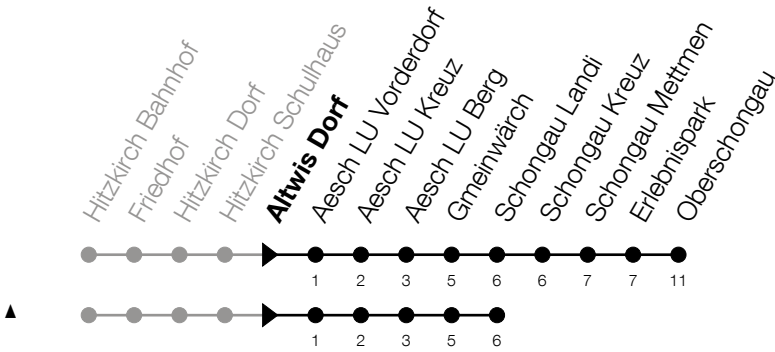 Hitzkirch Bahnhof
Friedhof
Hitzkirch Dorf
Hitzkirch Schulhaus
Altwis Dorf
Aesch LU Vorderdorf
Aesch LU Kreuz
Aesch LU Berg
Gmeinwärch
Schongau Landi
Schongau Kreuz
Schongau Mettmen
Erlebnispark
Oberschongau
1 2 3 5 6 6 7 7 11
1 2 3 5 6